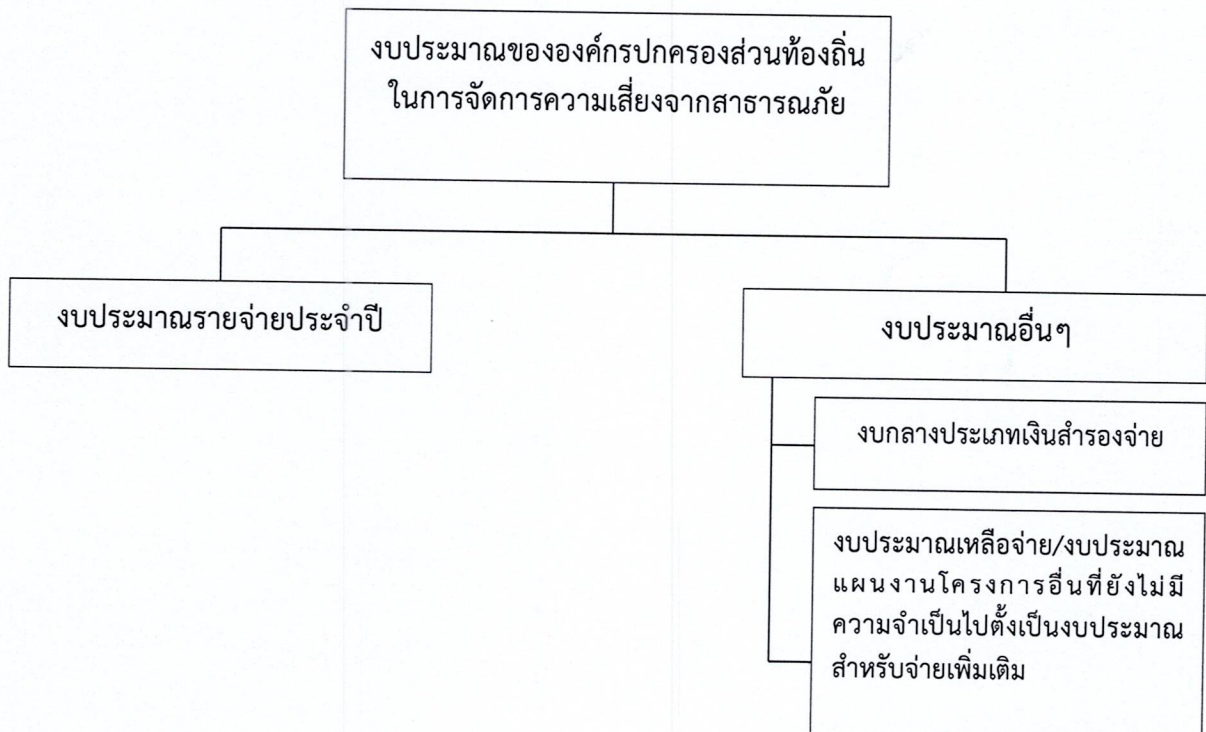 งบประมาณขององค์กรปกครองส่วนท้องถิ่น
ในการจัดการความเสี่ยงจากสาธารณภัย
งบประมาณรายจ่ายประจำปี
งบประมาณอื่นๆ
งบกลางประเภทเงินสำรองจ่าย
งบประมาณเหลือจ่าย/งบประมาณ
แผนงานโครงการอื่นที่ยังไม่มี
ความจำเป็นไปตั้งเป็นงบประมาณ
สำหรับจ่ายเพิ่มเติม